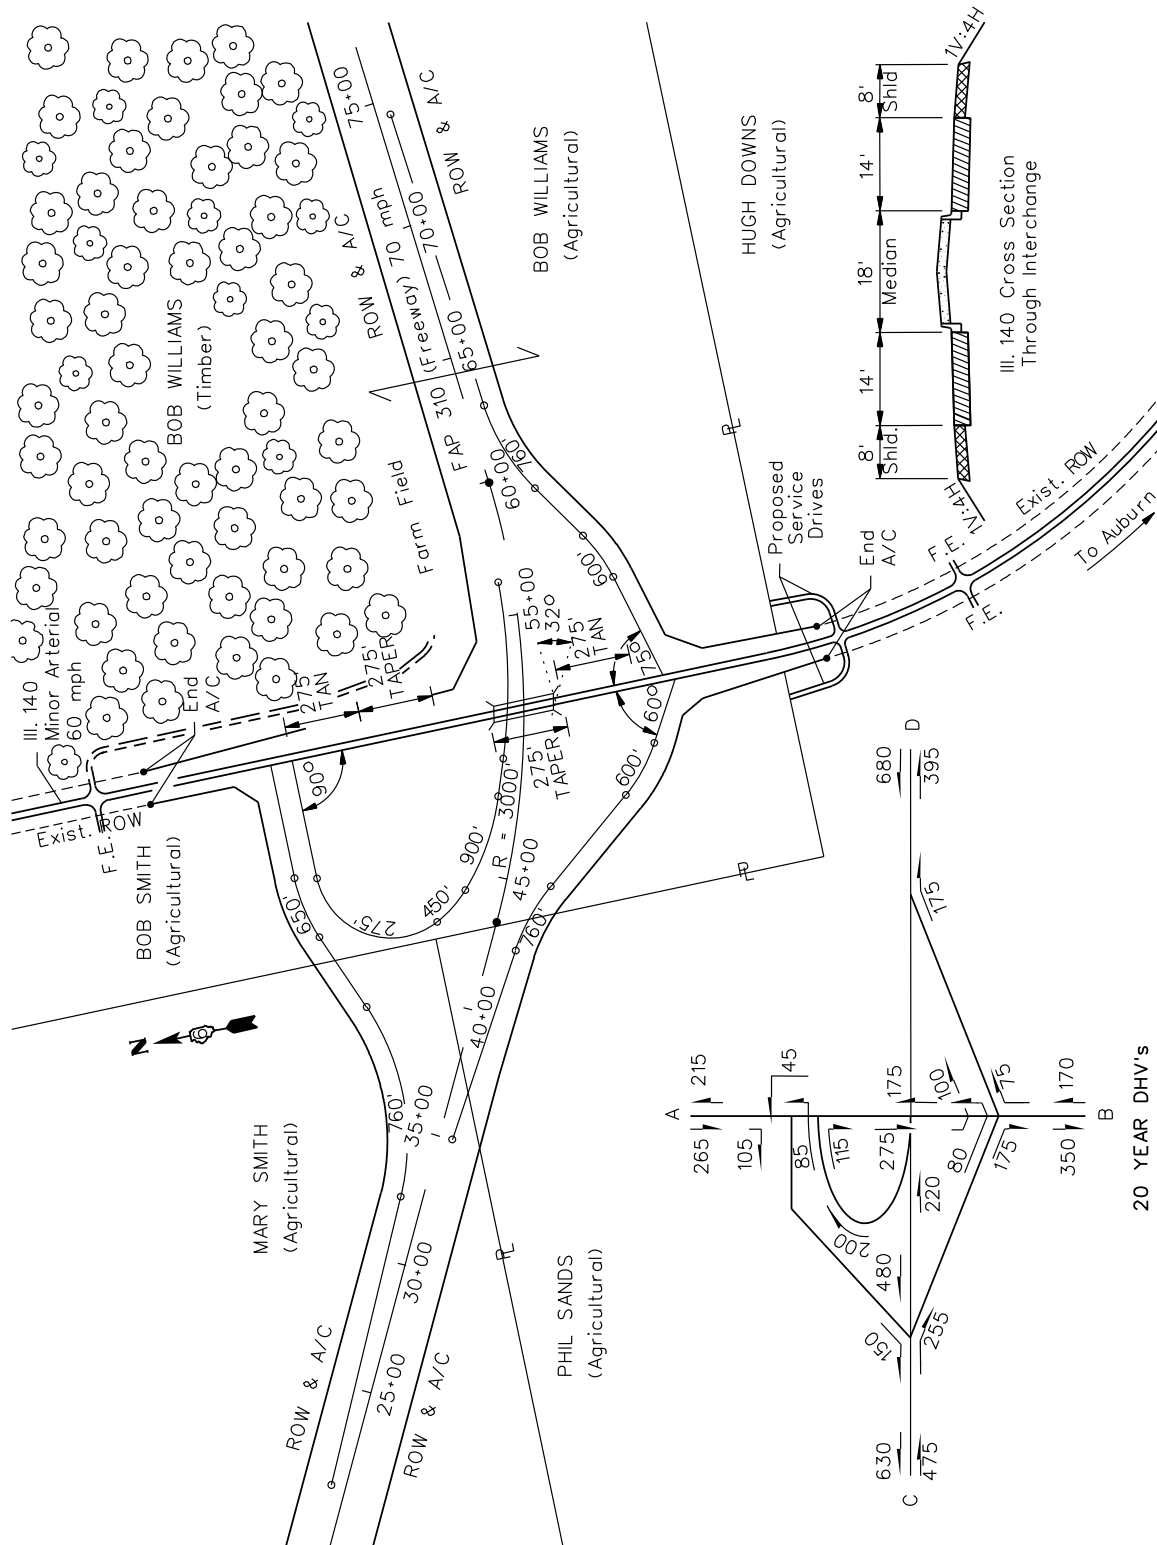 Ill. 140
Minor Arterial
60 mph
End
A/C
Exist. ROW
F.E.
BOB SMITH
(Agricultural)
BOB WILLIAMS
(Timber)
Farm Field
275'
TAN
275'
TAPER
90°
650'
275'
450'
900'
R = 3000'
275'
TAPER
55+00
32°
275'
TAN
75°
60°
600'
600'
760'
760'
760'
60+00
65+00
70+00
75+00
FAP 310 (Freeway) 70 mph
ROW & A/C
ROW & A/C
BOB WILLIAMS
(Agricultural)
HUGH DOWNS
(Agricultural)
PL
PL
PL
Proposed
Service
Drives
End
A/C
F.E.
F.E.
Exist. ROW
To Auburn
45+00
40+00
35+00
30+00
25+00
N
MARY SMITH
(Agricultural)
PHIL SANDS
(Agricultural)
ROW & A/C
ROW & A/C
8'
Shld.
14'
18'
Median
14'
8'
Shld
1V:4H
1V:4H
Ill. 140 Cross Section
Through Interchange
A
215
265
45
105
85
115
200
275
175
100
80
75
175
170
350
B
C
630
475
150
255
480
220
175
680
395
D
20 YEAR DHV's